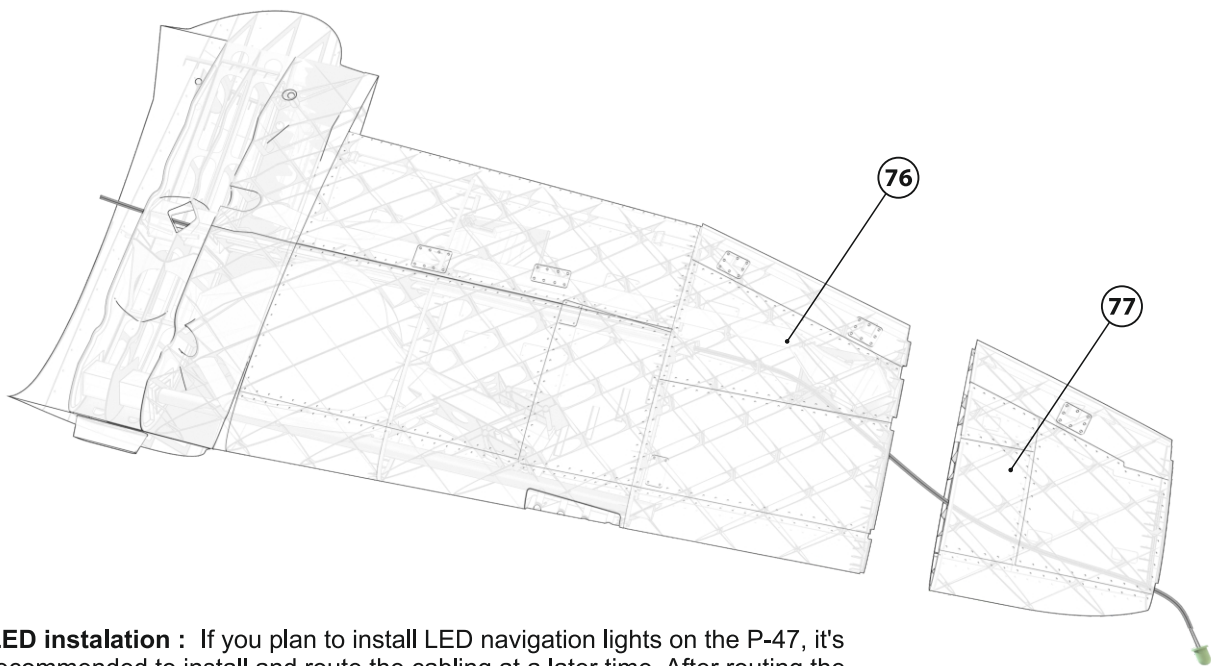 76
77
LED instalation : If you plan to install LED navigation lights on the P-47, it's
recommended to install and route the cabling at a later time. After routing the